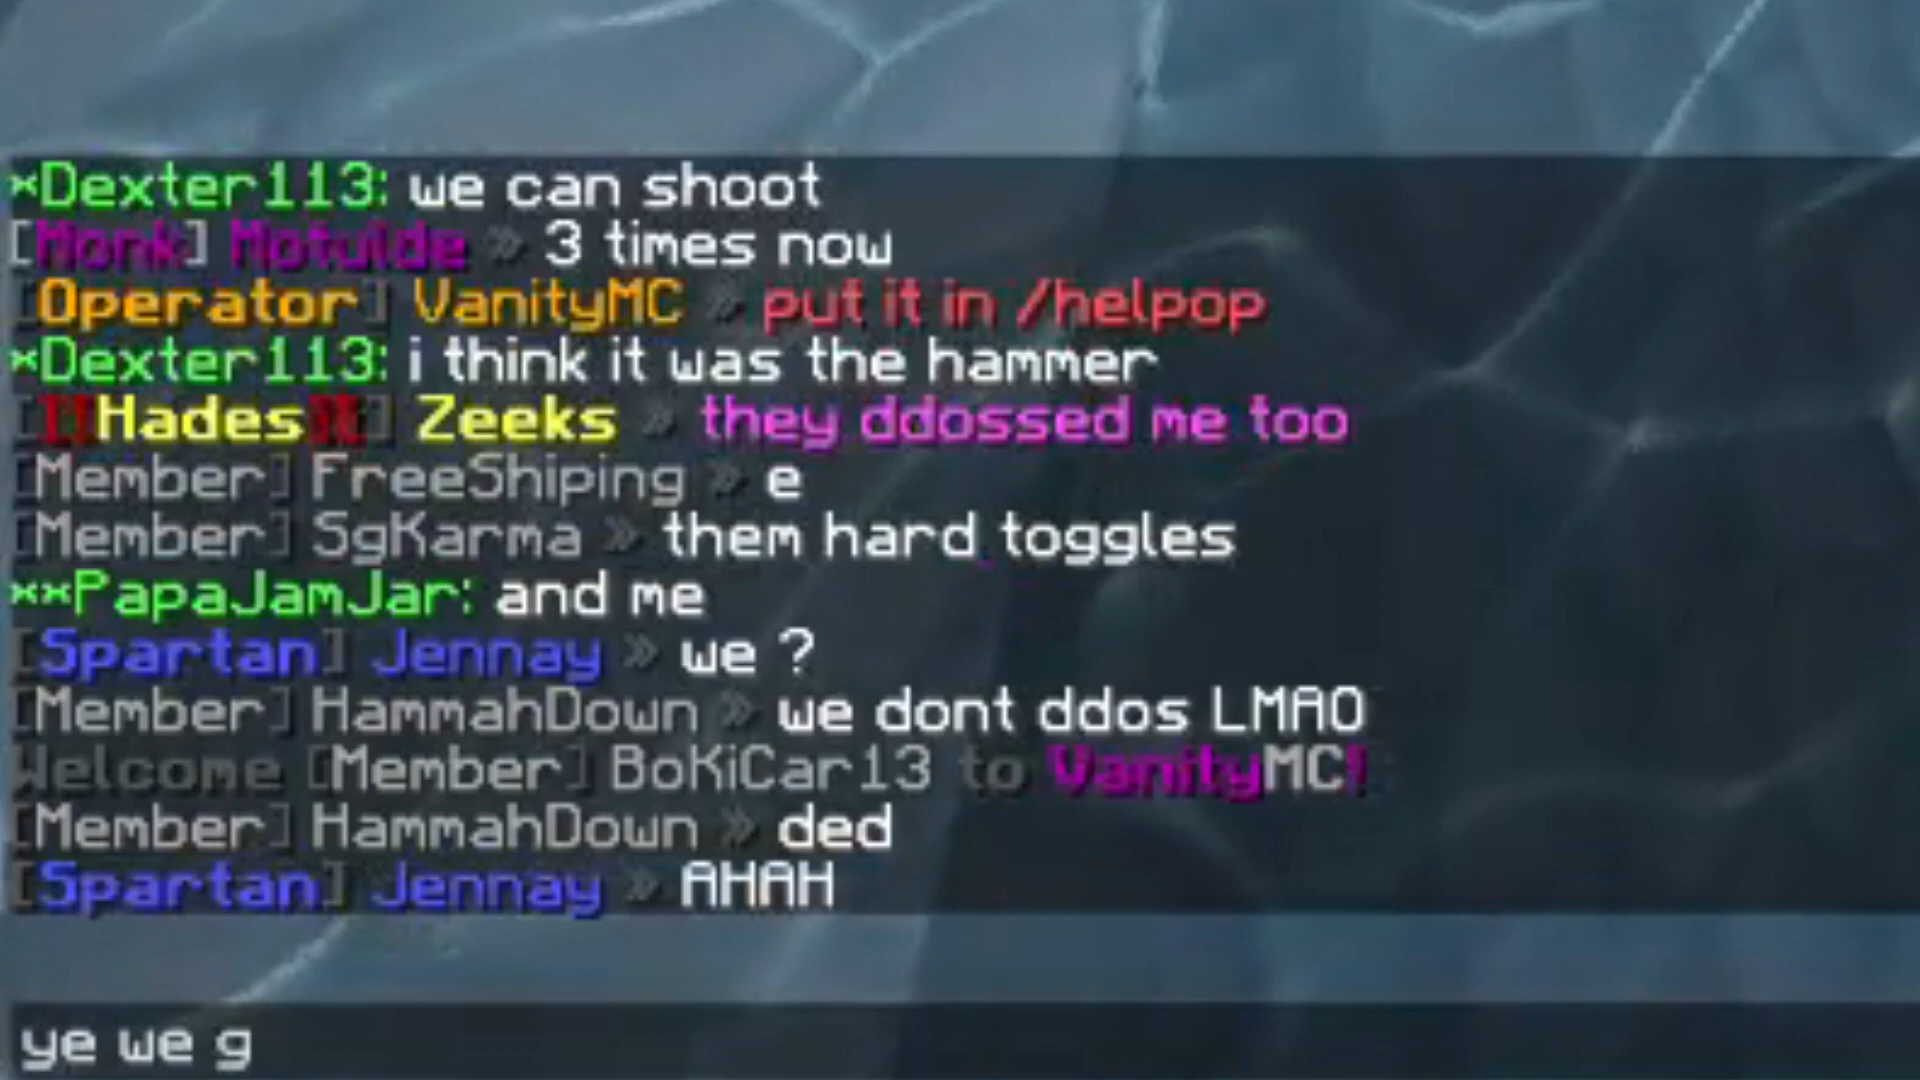 *Dexter113: we can shoot
[Monk] Motulde » 3 times now
[Operator] VanityMC » put it in /helpop
*Dexter113: i think it was the hammer
[Hades] Zeeks » they ddossed me too
[Member] FreeShiping » e
[Member] SgKarma » them hard toggles
**PapaJamJar: and me
[Spartan] Jennay » we ?
[Member] HammahDown » we dont ddos LMAO
Welcome [Member] BoKiCar13 to VanityMC!
[Member] HammahDown » ded
[Spartan] Jennay » AHAH
ye we g